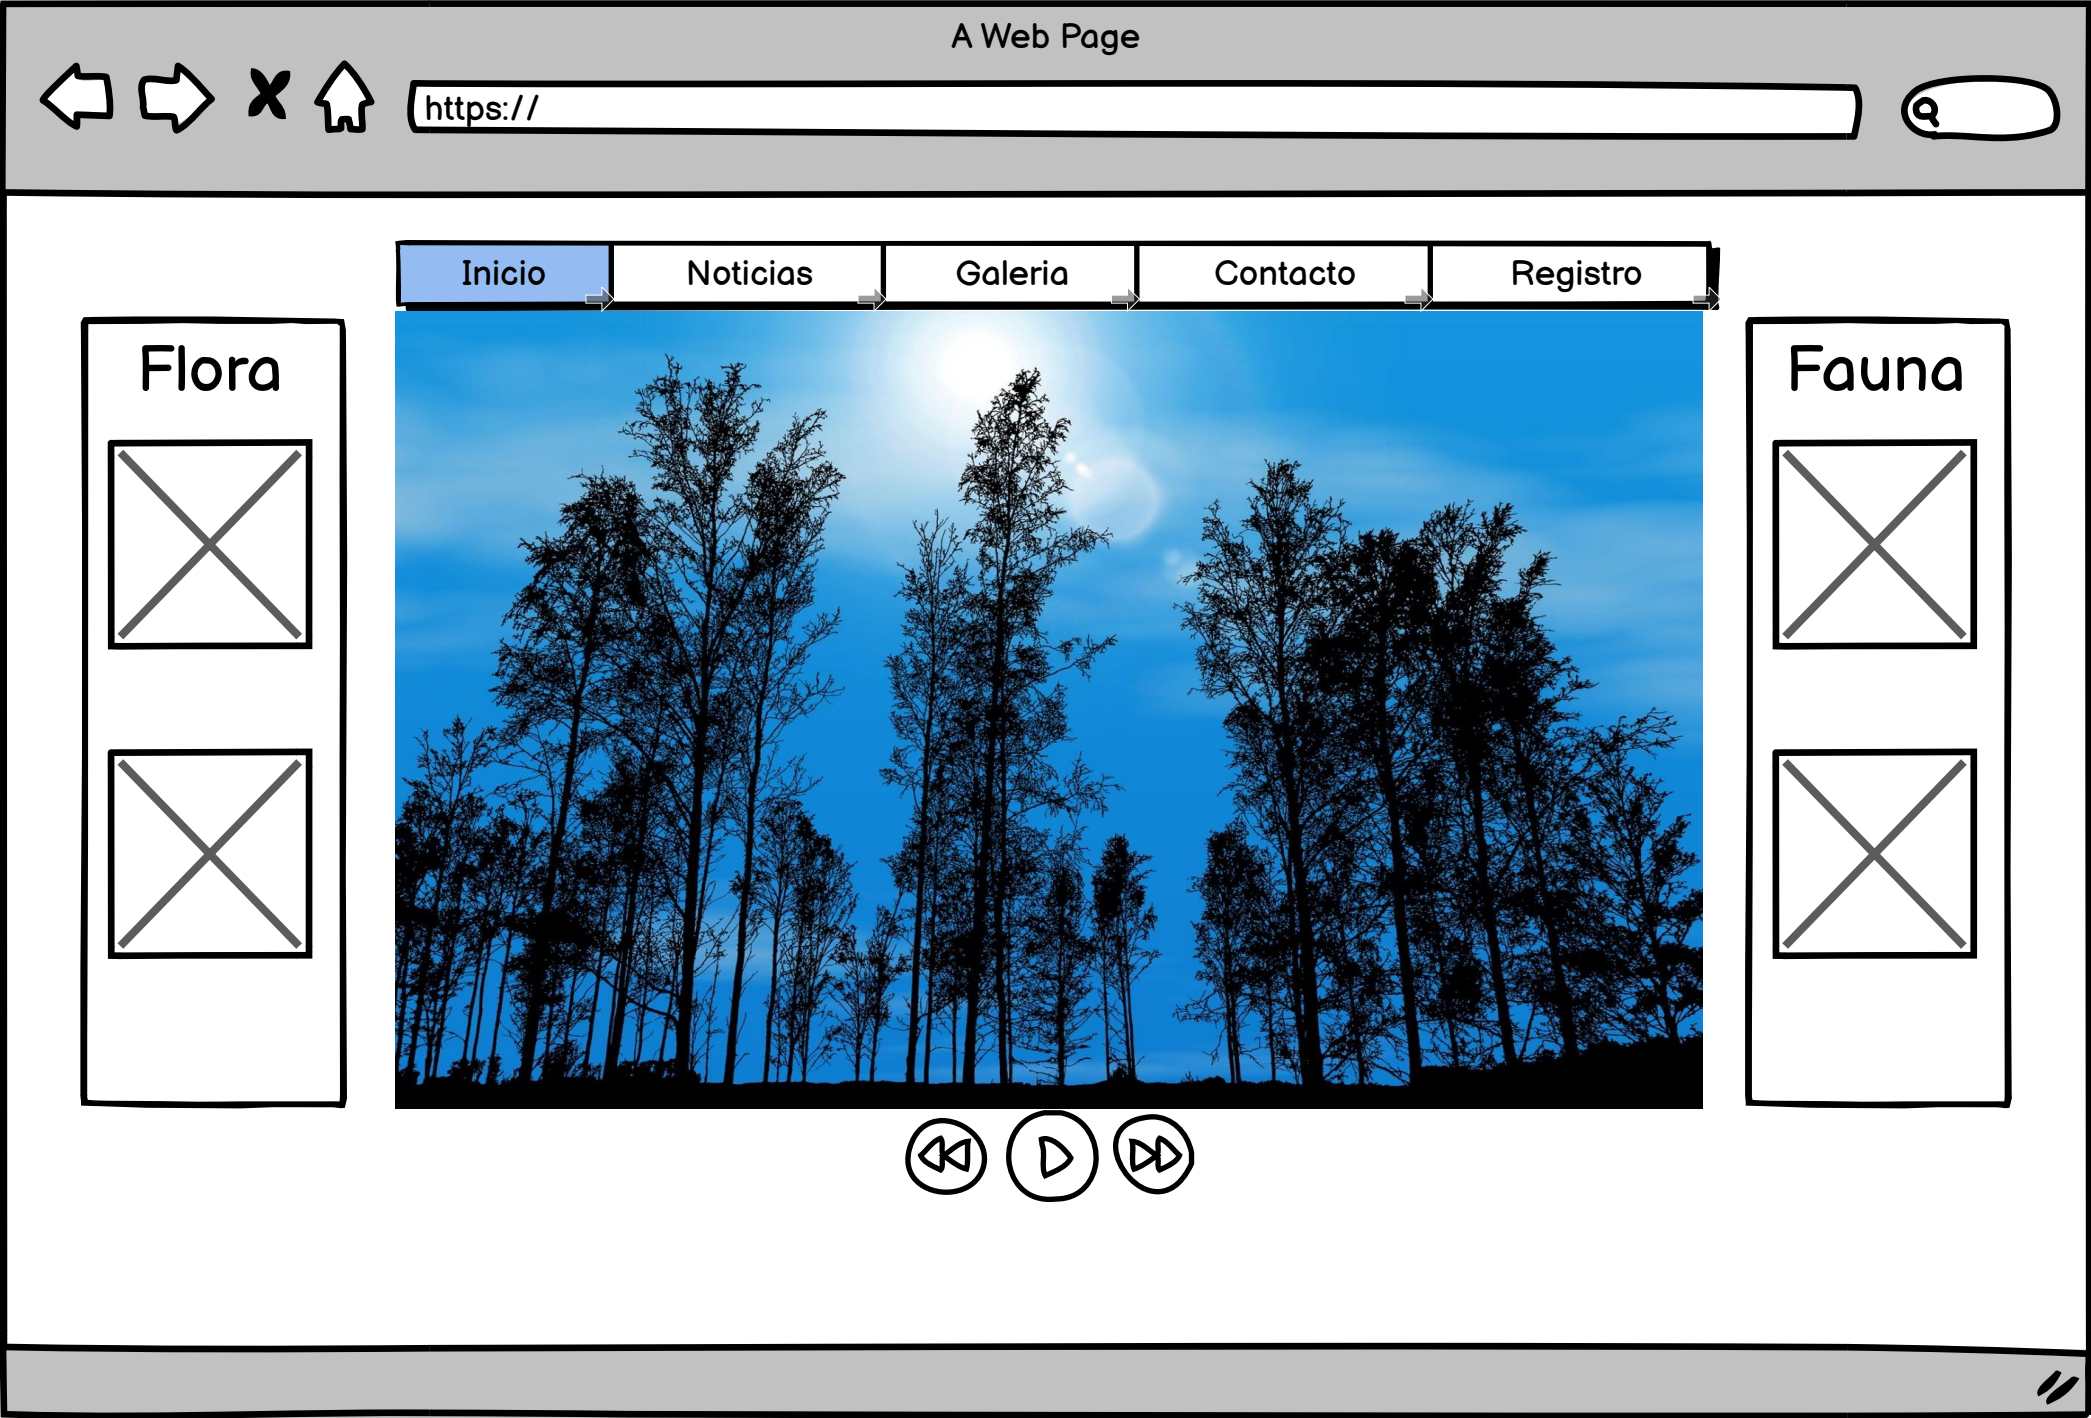 A Web Page
https://
Inicio
Noticias
Galeria
Contacto
Registro
Flora
Fauna